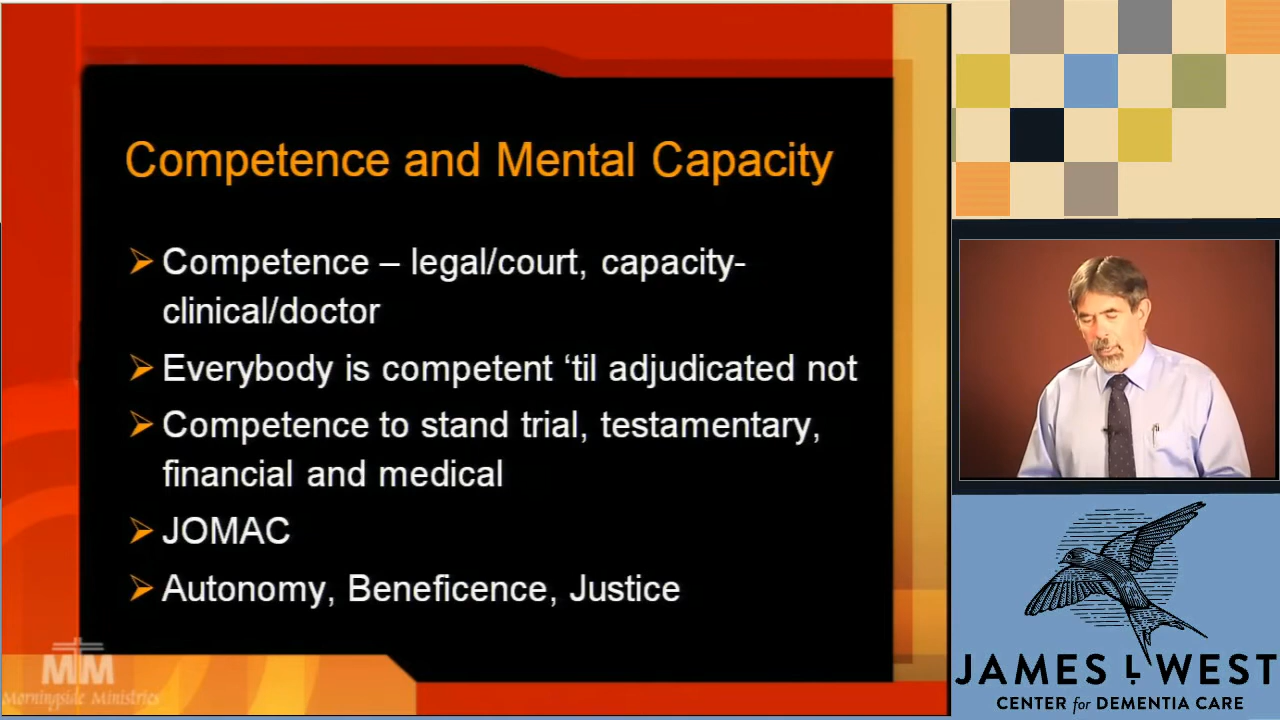 Competence and Mental Capacity
Competence – legal/court, capacity-
clinical/doctor
Everybody is competent ‘til adjudicated not
Competence to stand trial, testamentary,
financial and medical
JOMAC
Autonomy, Beneficence, Justice
MM
Morningside Ministries
JAMES L WEST
CENTER for DEMENTIA CARE